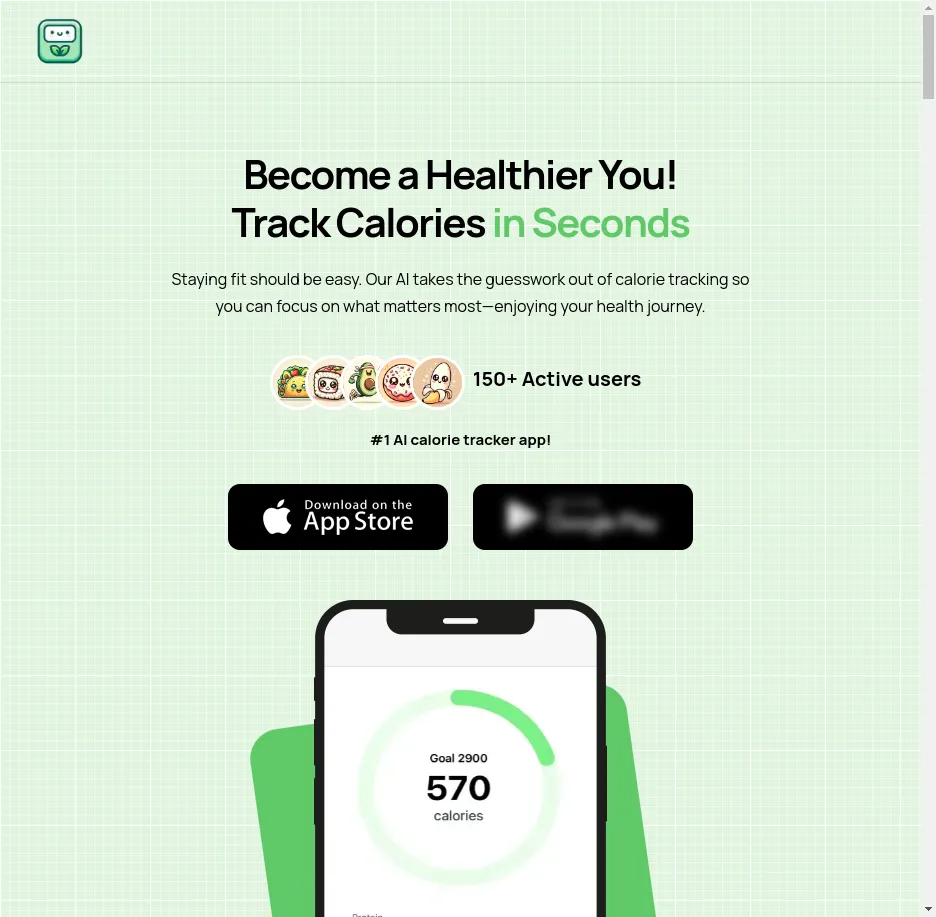 Become a Healthier You!
Track Calories in Seconds
Staying fit should be easy. Our AI takes the guesswork out of calorie tracking so
you can focus on what matters most—enjoying your health journey.
150+ Active users
#1 AI calorie tracker app!
Download on the
App Store
Google Play
Goal 2900
570
calories